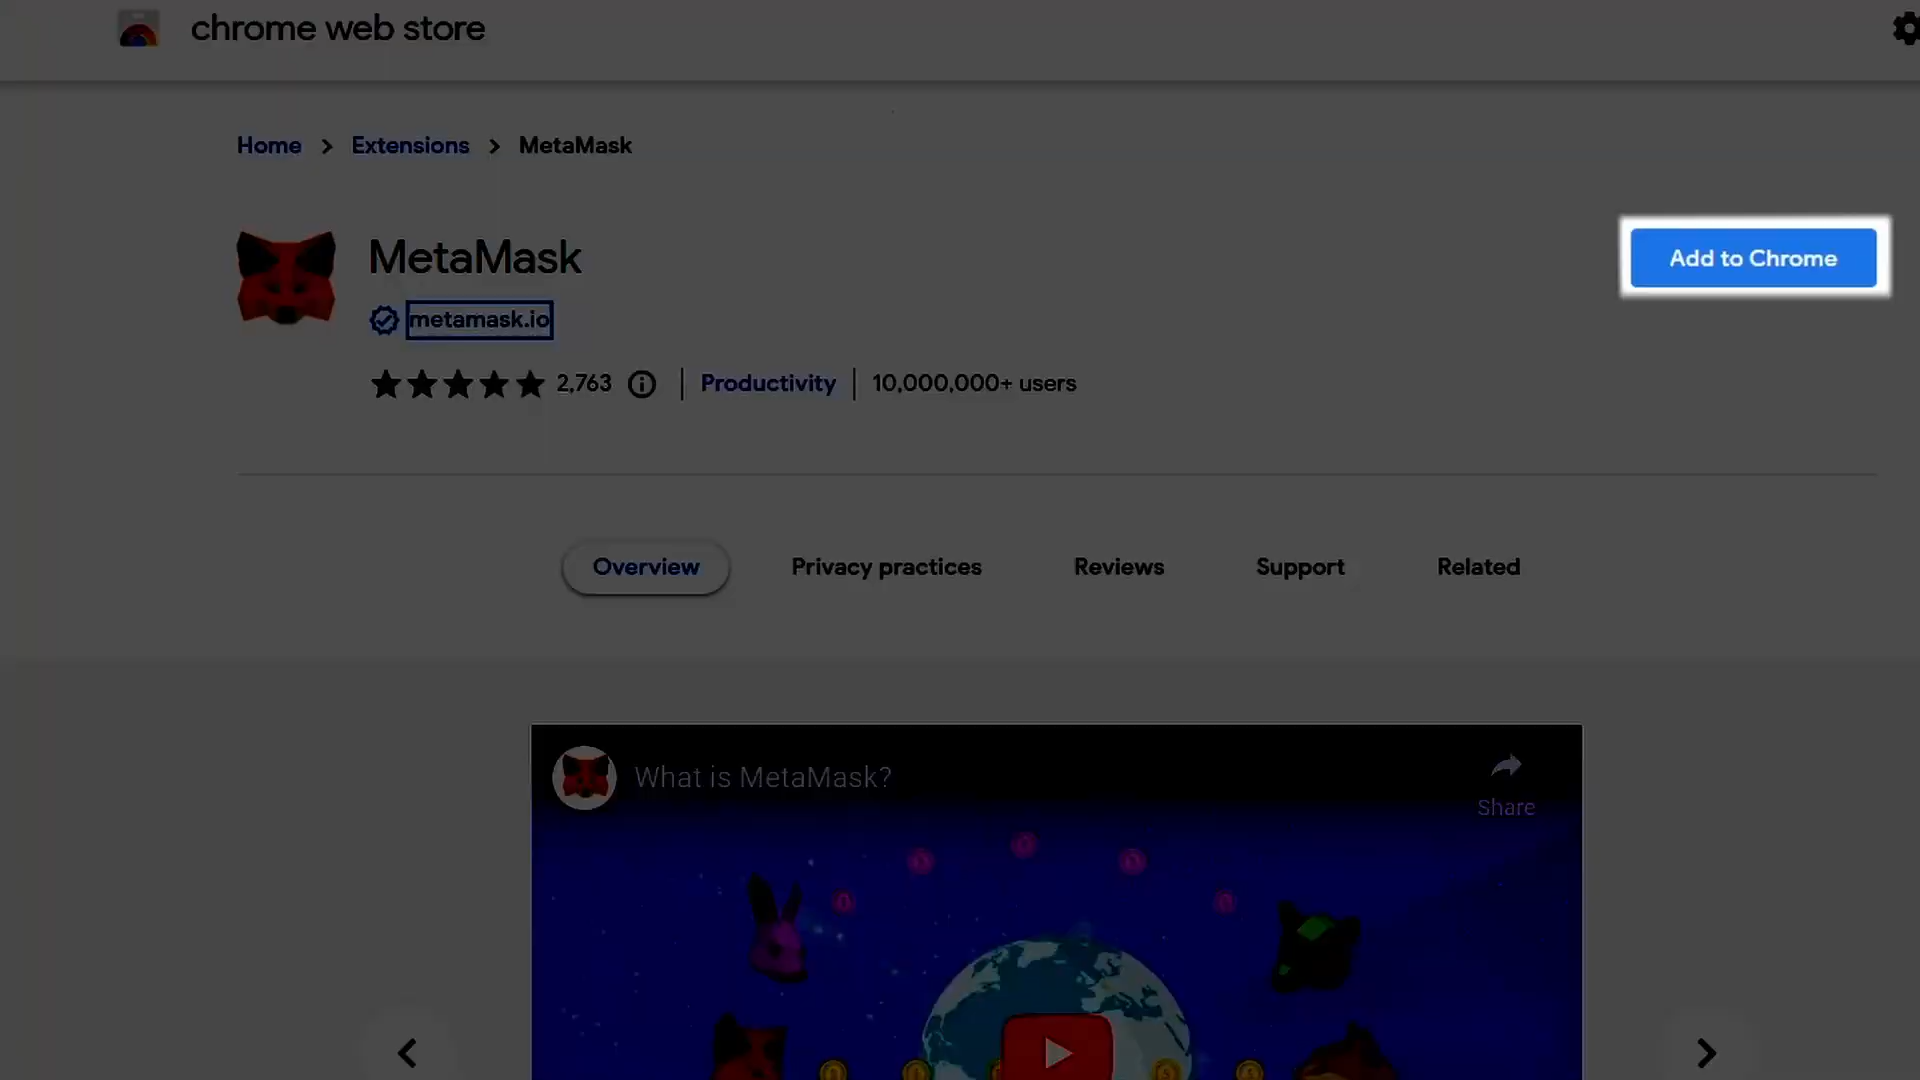 chrome web store
Home > Extensions > MetaMask
MetaMask
metamask.io
Add to Chrome
2,763 | Productivity | 10,000,000+ users
Overview Privacy practices Reviews Support Related
What is MetaMask?
Share